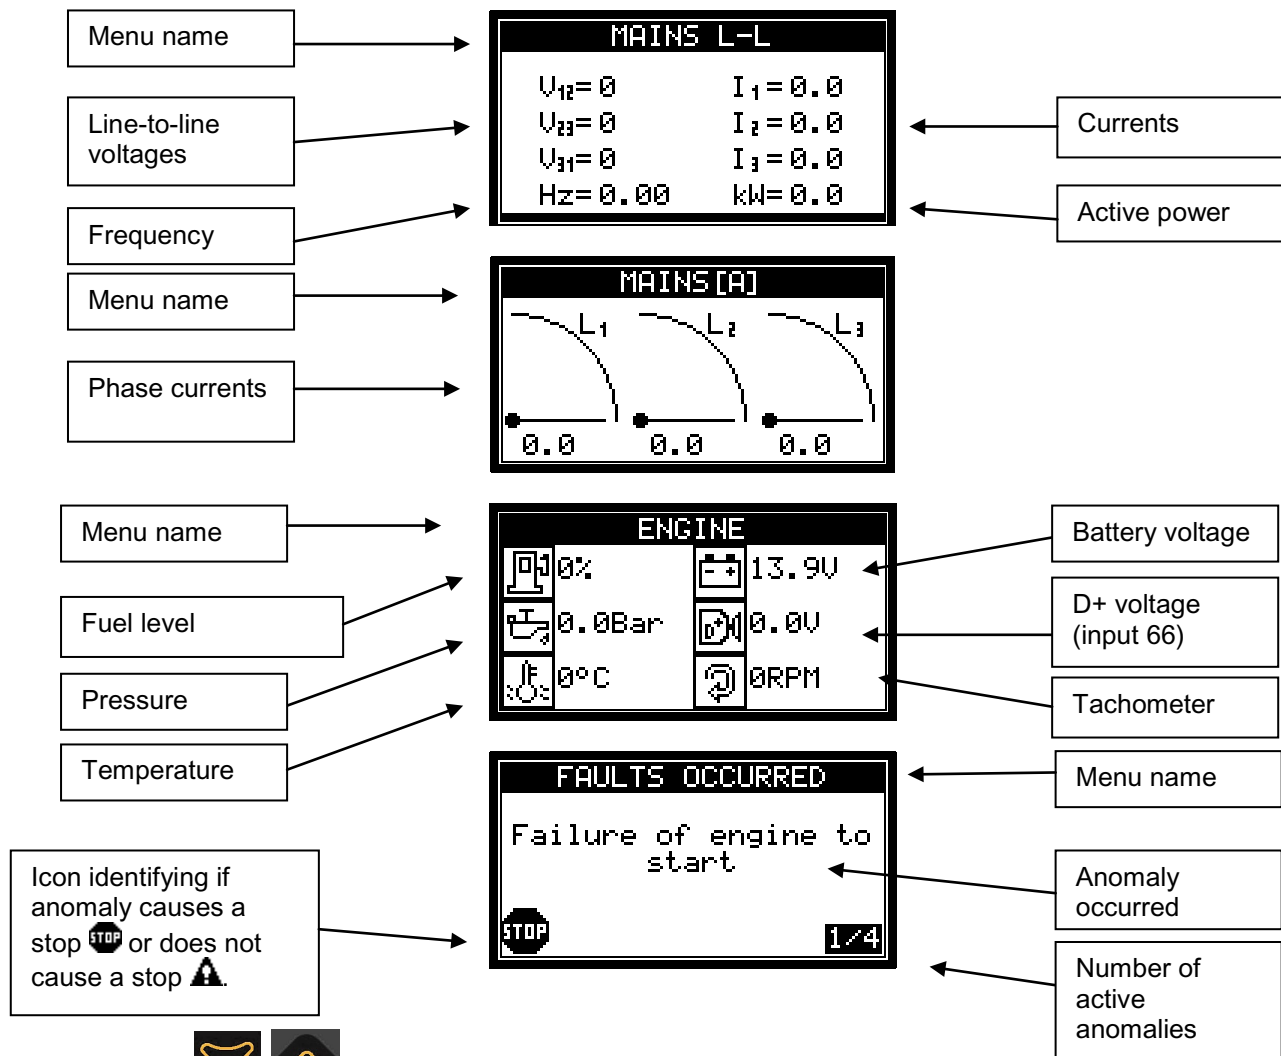 Menu name
MAINS L-L
V12= 0
I1=0.0
Line-to-line
voltages
V23= 0
I2=0.0
Currents
V31= 0
I3=0.0
Frequency
Hz=0.00
kW=0.0
Active power
Menu name
MAINS[A]
L1
L2
L3
Phase currents
0.0
0.0
0.0
Menu name
ENGINE
Battery voltage
0%
- +
13.9V
Fuel level
0.0Bar
D+
0.0V
D+ voltage
(input 66)
Pressure
0°C
0RPM
Tachometer
Temperature
FAULTS OCCURRED
Menu name
Failure of engine to
start
Icon identifying if
anomaly causes a
stop STOP or does not
cause a stop .
Anomaly
occurred
STOP
1/4
Number of
active
anomalies